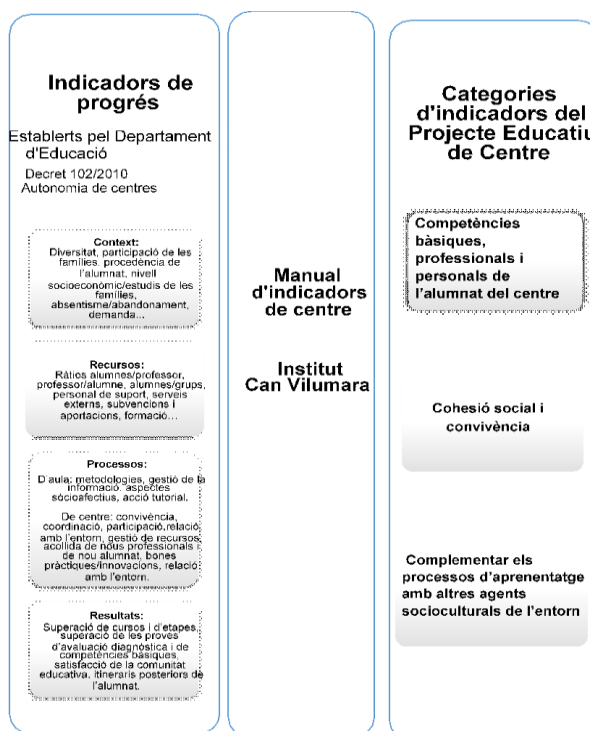 Indicadors de
progrés
Establerts pel Departament
d'Educació
Decret 102/2010
Autonomia de centres
Context:
Diversitat, participació de les
famílies, procedència de
l'alumnat, nivell
socioeconòmic/estudis de les
famílies,
absentisme/abandonament,
demanda...
Recursos:
Ràtios alumnes/professor,
professor/alumne, alumnes/grups,
personal de suport, serveis
externs, subvencions i
aportacions, formació...
Processos:
D'aula: metodologies, gestió de la
informació, aspectes
sòcioafectius, acció tutorial.
De centre: convivència,
coordinació, participació,relació
amb l'entorn, gestió de recursos,
acollida de nous professionals i
de nou alumnat, bones
pràctiques/innovacions, relació
amb l'entorn.
Resultats:
Superació de cursos i d'etapes,
superació de les proves
d'avaluació diagnòstica i de
competències bàsiques,
satisfacció de la comunitat
educativa, itineraris posteriors de
l'alumnat.
Manual
d'indicadors
de centre
Institut
Can Vilumara
Categories
d'indicadors del
Projecte Educatiu
de Centre
Competències
bàsiques,
professionals i
personals de
l'alumnat del centre
Cohesió social i
convivència
Complementar els
processos d'aprenentatge
amb altres agents
socioculturals de l'entorn